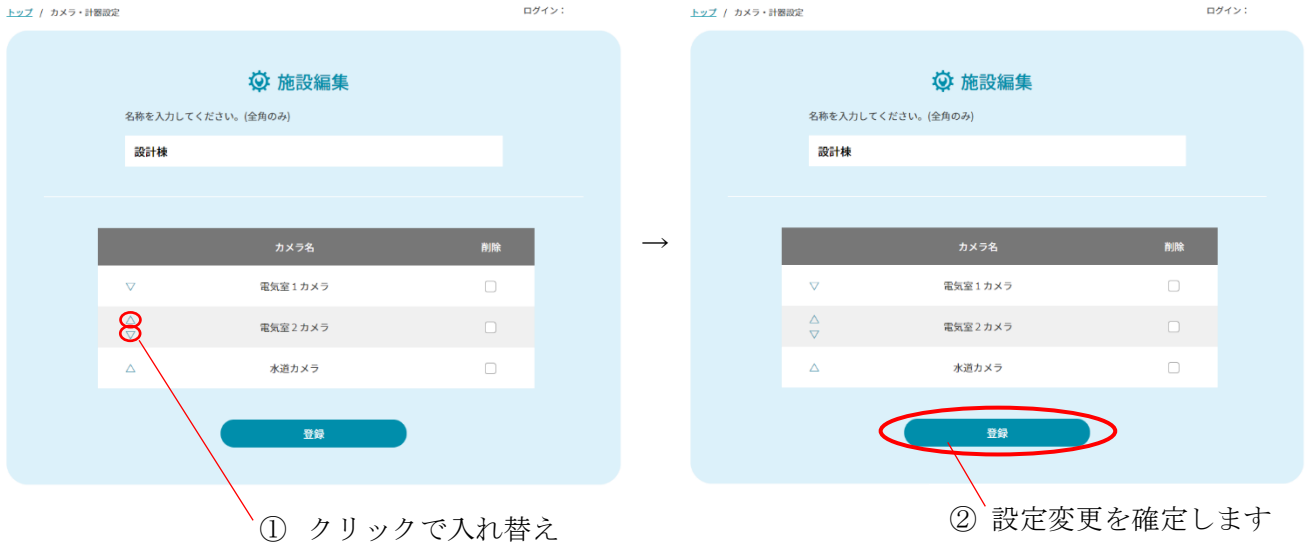 トップ / カメラ・計器設定
ログイン：
施設編集
名称を入力してください。(全角のみ)
設計棟
カメラ名 削除
▽ 電気室１カメラ
△
▽ 電気室２カメラ
△ 水道カメラ
登録
① クリックで入れ替え
→
トップ / カメラ・計器設定
ログイン：
施設編集
名称を入力してください。(全角のみ)
設計棟
カメラ名 削除
▽ 電気室１カメラ
△
▽ 電気室２カメラ
△ 水道カメラ
登録
② 設定変更を確定します